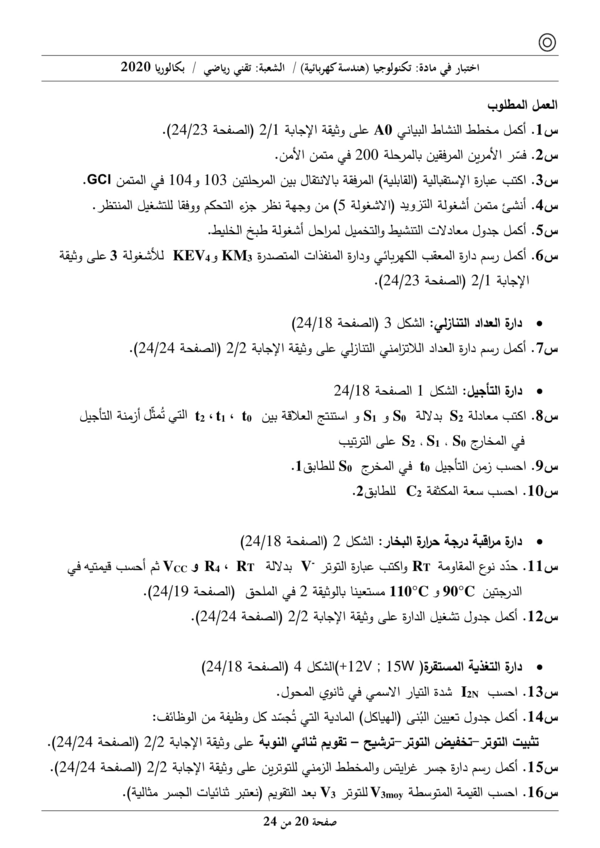 اختبار في مادة: تكنولوجيا (هندسة كهربائية) / الشعبة: تقني رياضي / بكالوريا 2020
العمل المطلوب
س1. أكمل مخطط النشاط البياني A0 على وثيقة الإجابة 2/1 (الصفحة 24/23).
س2. فسّر الأمرين المرفقين بالمرحلة 200 في متمن الأمن.
س3. اكتب عبارة الإستقبالية (القابلية) المرفقة بالانتقال بين المرحلتين 103 و 104 في المتمن GCI.
س4. أنشئ متمن أشغولة التزويد (الاشغولة 5) من وجهة نظر جزء التحكم ووفقا للتشغيل المنتظر.
س5. أكمل جدول معادلات التنشيط والتخميل لمراحل أشغولة طبخ الخليط.
س6. أكمل رسم دارة المعقب الكهربائي ودارة المنفذات المتصدرة KM3 و KEV4 للأشغولة 3 على وثيقة
الإجابة 2/1 (الصفحة 24/23).
• دارة العداد التنازلي: الشكل 3 (الصفحة 24/18)
س7. أكمل رسم دارة العداد اللاتزامني التنازلي على وثيقة الإجابة 2/2 (الصفحة 24/24).
• دارة التأجيل: الشكل 1 الصفحة 24/18
س8. اكتب معادلة S2 بدلالة S0 و S1 و استنتج العلاقة بين t0 ، t1 ، t2 التي تُمثّل أزمنة التأجيل
في المخارج S0 ، S1 ، S2 على الترتيب
س9. احسب زمن التأجيل t0 في المخرج S0 للطابق1.
س10. احسب سعة المكثفة C2 للطابق2.
• دارة مراقبة درجة حرارة البخار: الشكل 2 (الصفحة 24/18)
س11. حدّد نوع المقاومة RT واكتب عبارة التوتر V- بدلالة RT ، R4 و VCC ثم أحسب قيمتيه في
الدرجتين 90°C و 110°C مستعينا بالوثيقة 2 في الملحق (الصفحة 24/19).
س12. أكمل جدول تشغيل الدارة على وثيقة الإجابة 2/2 (الصفحة 24/24).
• دارة التغذية المستقرة( +12V ; 15W)الشكل 4 (الصفحة 24/18)
س13. احسب I2N شدة التيار الاسمي في ثانوي المحول.
س14. أكمل جدول تعيين البُنى (الهياكل) المادية التي تُجسّد كل وظيفة من الوظائف:
تثبيت التوتر–تخفيض التوتر–ترشيح – تقويم ثنائي النوبة على وثيقة الإجابة 2/2 (الصفحة 24/24).
س15. أكمل رسم دارة جسر غرايتس والمخطط الزمني للتوترين على وثيقة الإجابة 2/2 (الصفحة 24/24).
س16. احسب القيمة المتوسطة V3moy للتوتر V3 بعد التقويم (نعتبر ثنائيات الجسر مثالية).
صفحة 20 من 24